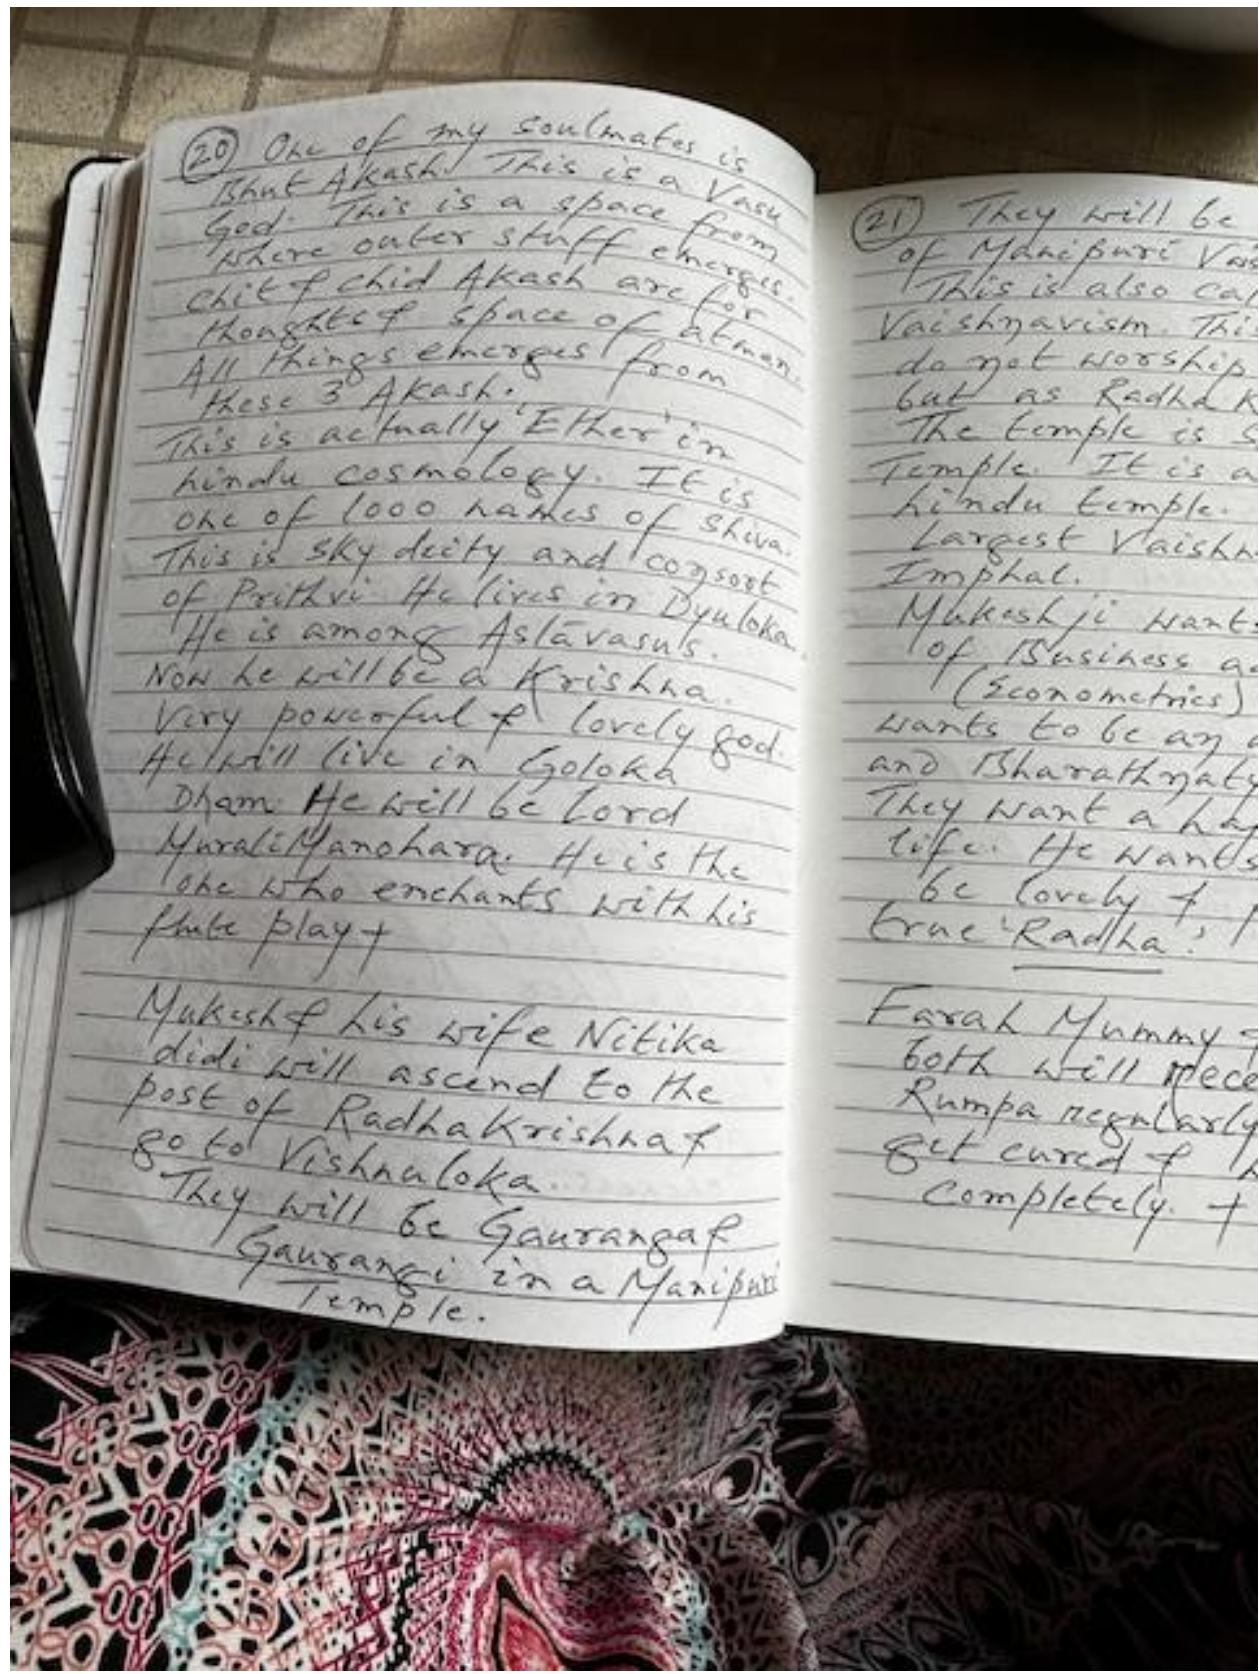 (20) One of my soulmates is
Bhut Akash. This is a Vasu
God. This is a space from
where outer stuff emerges.
Chit & Chid Akash are for
thoughts & space of atman.
All things emerges from
these 3 Akash.
This is actually 'Ether' in
hindu cosmology. It is
one of 1000 names of Shiva.
This is sky deity and consort
of Prithvi. He lives in Dyuloka.
He is among Astāvasus.
Now he will be a Krishna.
Very powerful & lovely god.
He will live in Goloka
Dham. He will be Lord
MuraliManohara. He is the
one who enchants with his
flute play +
Mukesh & his wife Nitika
didi will ascend to the
post of RadhaKrishna &
go to Vishnuloka.
They will be Gauranga &
Gaurangi in a Manipuri
Temple.
(21) They will be
of Manipuri
This is also
Vaishnavism.
do not worship
but as Radha
The temple is
Temple. It is a
hindu temple.
Largest
Imphal.
Mukesh ji
of Business
(Econometrics)
wants to be an
and
They want a
life. He wants
be lovely +
true 'Radha'.
Farah Mummy
both will
Rumpa regularly
get cured &
completely. +